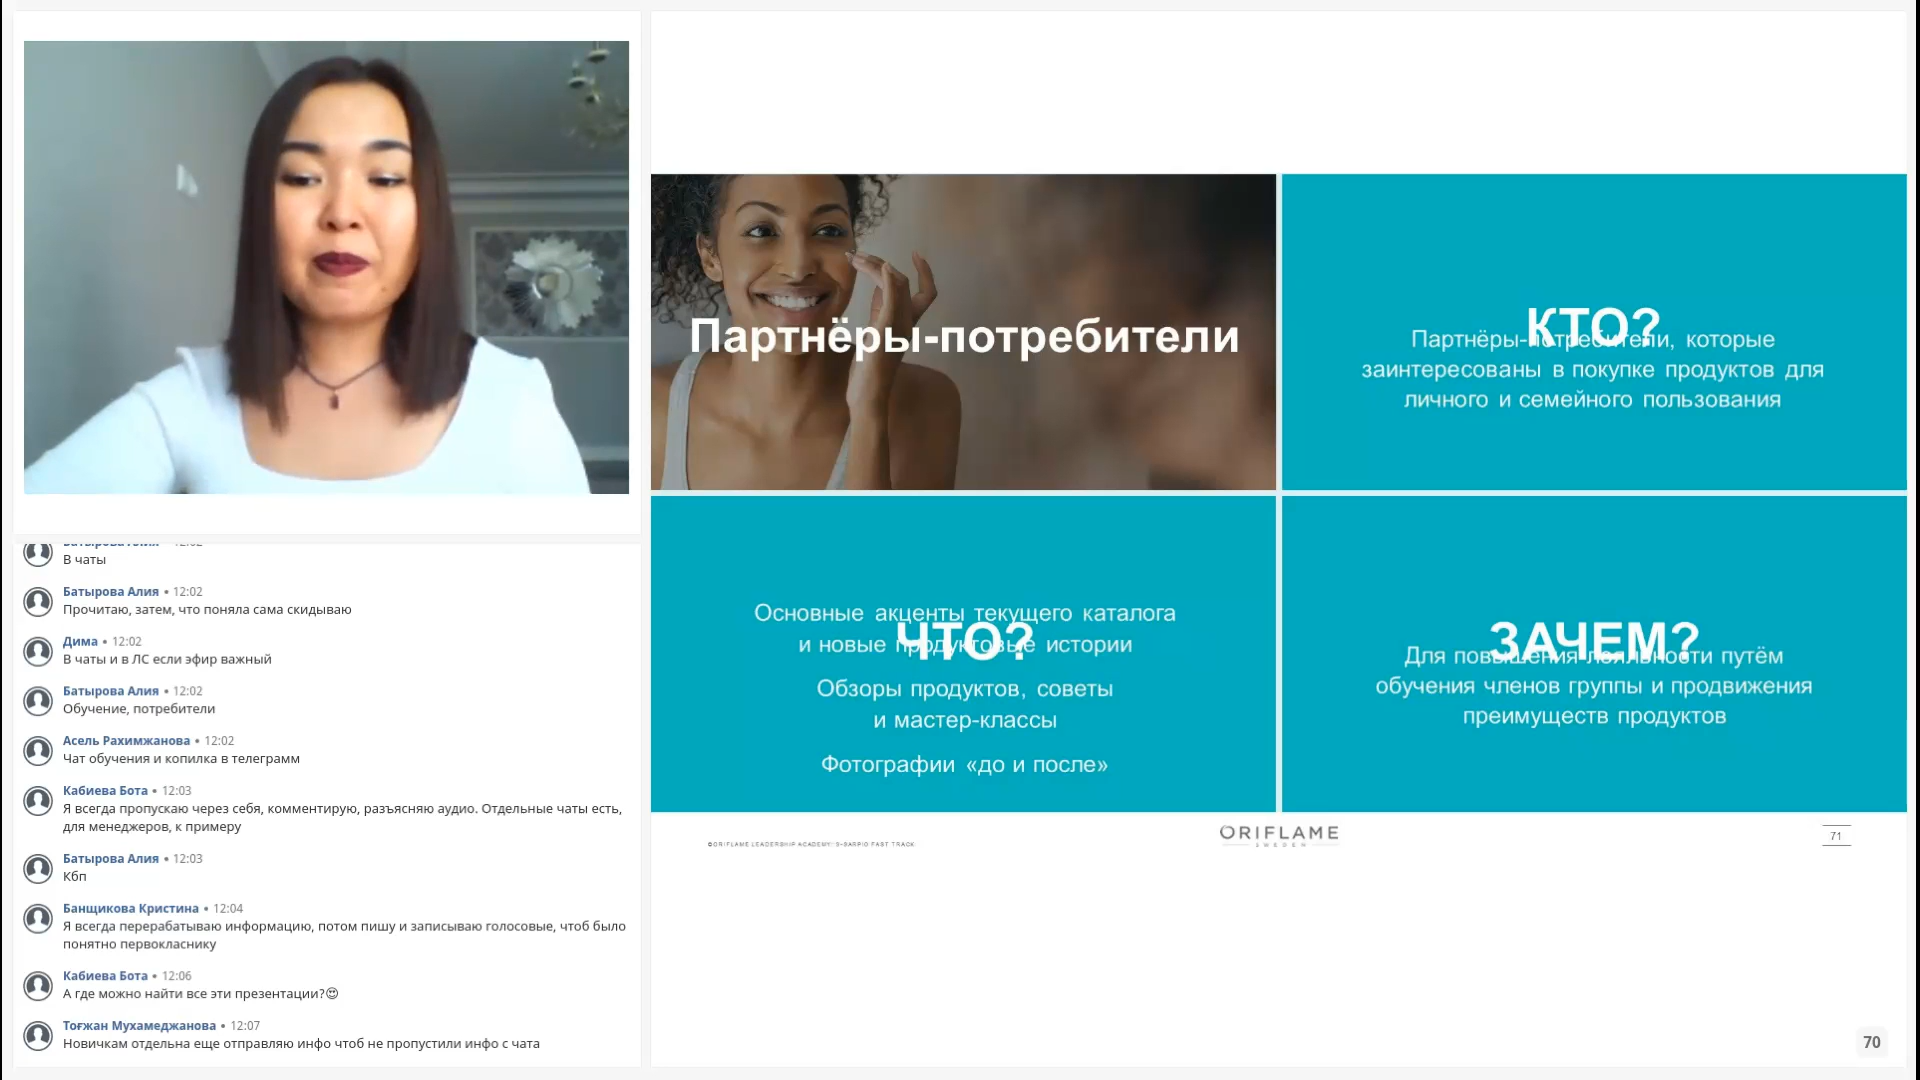 В чаты
Батырова Алия • 12:02
Прочитаю, затем, что поняла сама скидываю
Дима • 12:02
В чаты и в ЛС если эфир важный
Батырова Алия • 12:02
Обучение, потребители
Асель Рахимжанова • 12:02
Чат обучения и копилка в телеграмм
Кабиева Бота • 12:03
Я всегда пропускаю через себя, комментирую, разъясняю аудио. Отдельные чаты есть,
для менеджеров, к примеру
Батырова Алия • 12:03
Кбп
Банщикова Кристина • 12:04
Я всегда перерабатываю информацию, потом пишу и записываю голосовые, чтоб было
понятно первокласнику
Кабиева Бота • 12:06
А где можно найти все эти презентации?😍
Тоғжан Мухамеджанова • 12:07
Новичкам отдельна еще отправляю инфо чтоб не пропустили инфо с чата
Партнёры-потребители
КТО?
Партнёры-потребители, которые
заинтересованы в покупке продуктов для
личного и семейного пользования
ЧТО?
Основные акценты текущего каталога
и новые продуктовые истории
Обзоры продуктов, советы
и мастер-классы
Фотографии «до и после»
ЗАЧЕМ?
Для повышения лояльности путём
обучения членов группы и продвижения
преимуществ продуктов
©ORIFLAME LEADERSHIP ACADEMY: FAST TRACK
ORIFLAME
SWEDEN
71
70